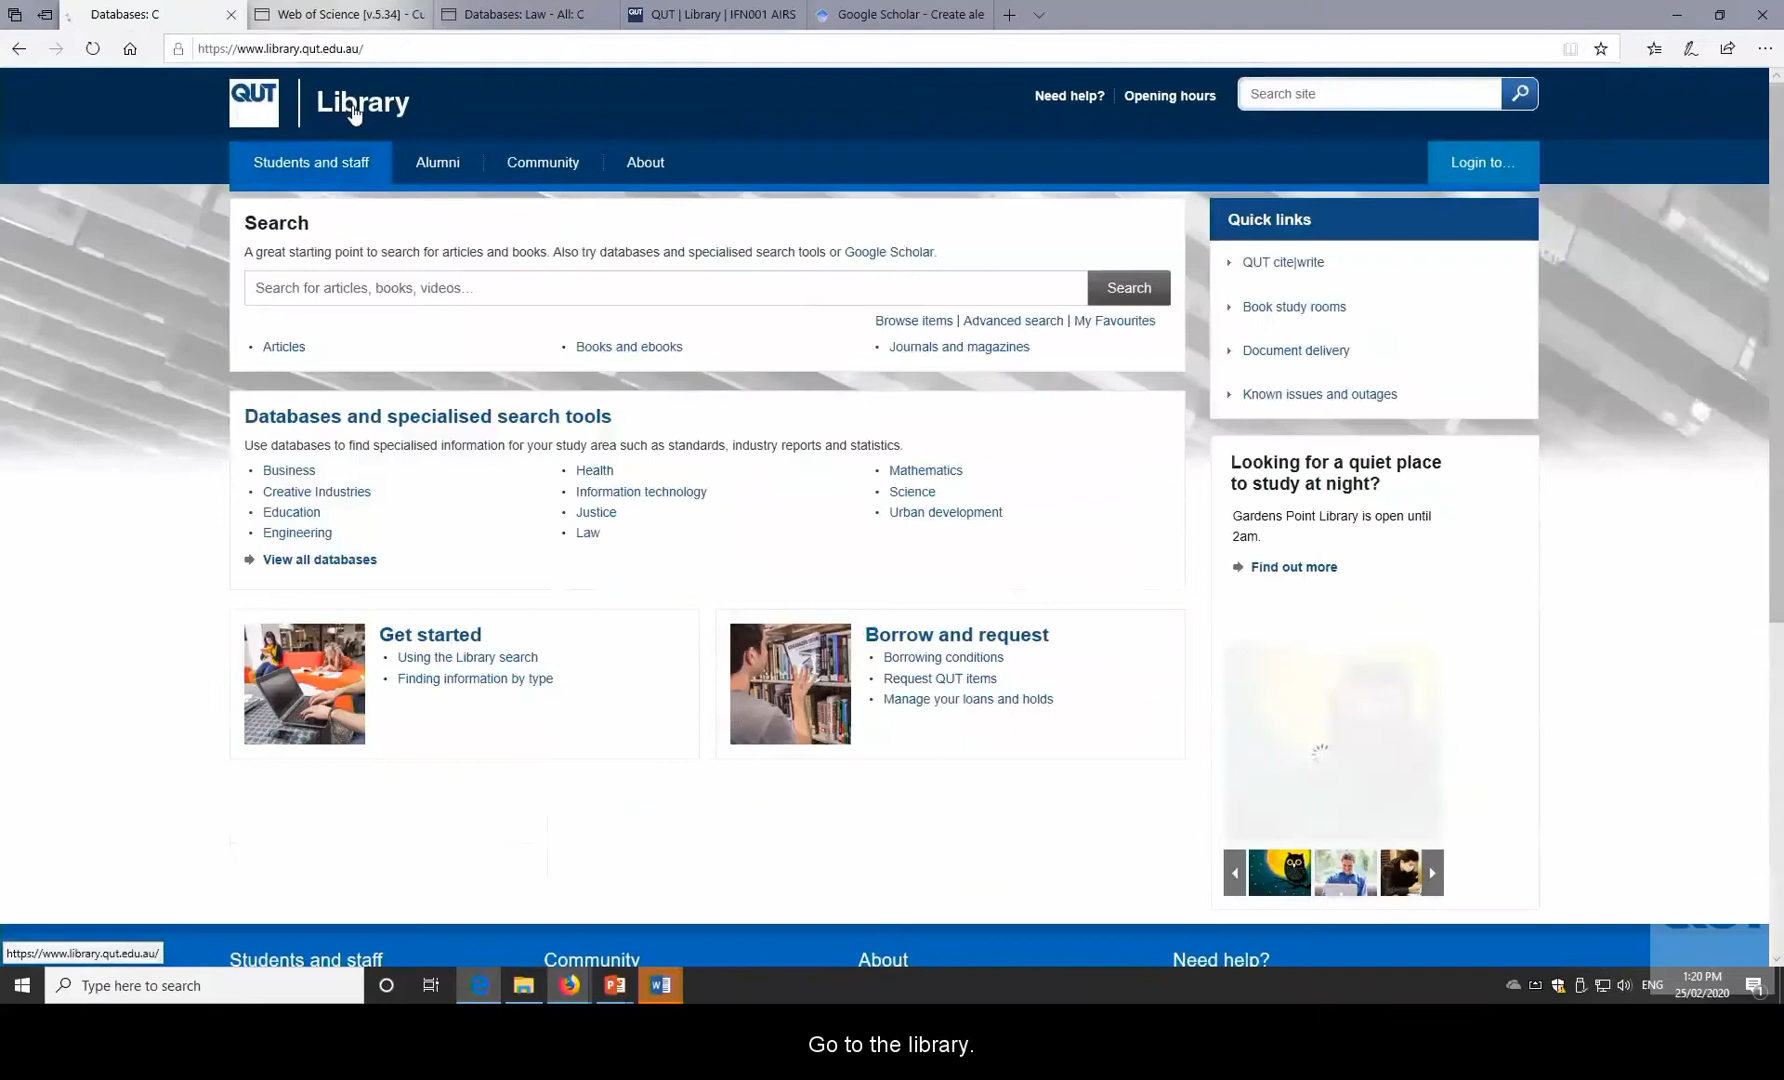 Databases: C
Web of Science [v.5.34] - Cu
Databases: Law - All: C
QUT | Library | IFN001 AIRS
Google Scholar - Create ale
https://www.library.qut.edu.au/
QUT
Library
Need help?
Opening hours
Search site
Students and staff
Alumni
Community
About
Login to...
Search
A great starting point to search for articles and books. Also try databases and specialised search tools or Google Scholar.
Search for articles, books, videos...
Search
Browse items | Advanced search | My Favourites
Articles
Books and ebooks
Journals and magazines
Quick links
QUT cite|write
Book study rooms
Document delivery
Known issues and outages
Databases and specialised search tools
Use databases to find specialised information for your study area such as standards, industry reports and statistics.
Business
Creative Industries
Education
Engineering
Health
Information technology
Justice
Law
Mathematics
Science
Urban development
View all databases
Looking for a quiet place
to study at night?
Gardens Point Library is open until
2am.
Find out more
Get started
Using the Library search
Finding information by type
Borrow and request
Borrowing conditions
Request QUT items
Manage your loans and holds
https://www.library.qut.edu.au/
Students and staff
Community
About
Need help?
Type here to search
ENG
1:20 PM
25/02/2020
Go to the library.